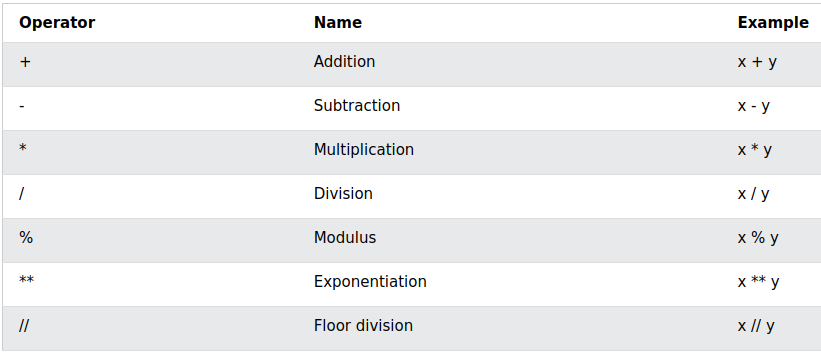 Operator Name Example
+ Addition x + y
- Subtraction x - y
* Multiplication x * y
/ Division x / y
% Modulus x % y
** Exponentiation x ** y
// Floor division x // y